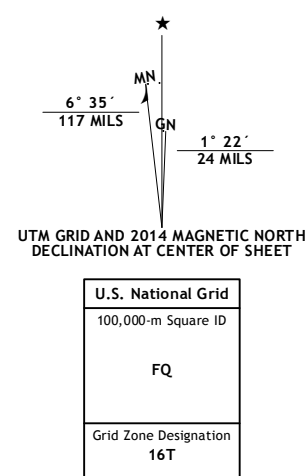 ★
MN
6° 35´
117 MILS
GN
1° 22´
24 MILS
UTM GRID AND 2014 MAGNETIC NORTH
DECLINATION AT CENTER OF SHEET
U.S. National Grid
100,000-m Square ID
FQ
Grid Zone Designation
16T